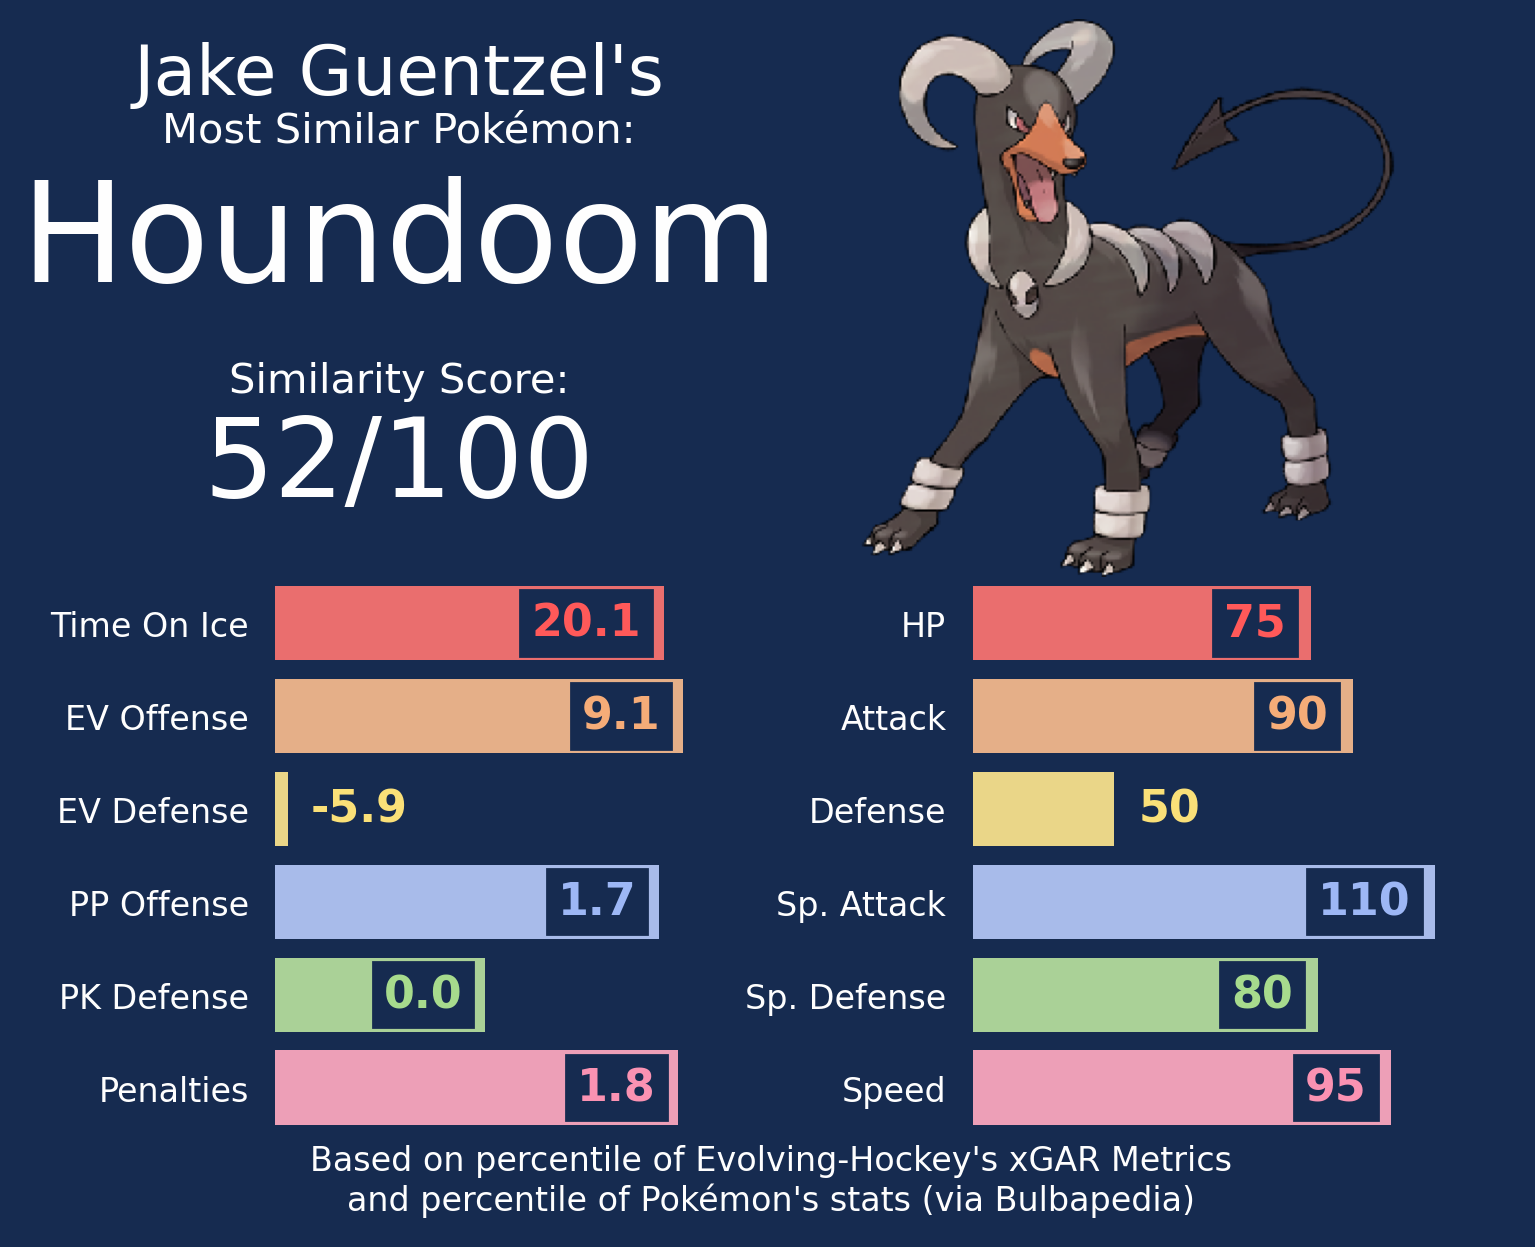 Jake Guentzel's
Most Similar Pokémon:
Houndoom
Similarity Score:
52/100
Time On Ice 20.1
EV Offense 9.1
EV Defense -5.9
PP Offense 1.7
PK Defense 0.0
Penalties 1.8
HP 75
Attack 90
Defense 50
Sp. Attack 110
Sp. Defense 80
Speed 95
Based on percentile of Evolving-Hockey's xGAR Metrics
and percentile of Pokémon's stats (via Bulbapedia)